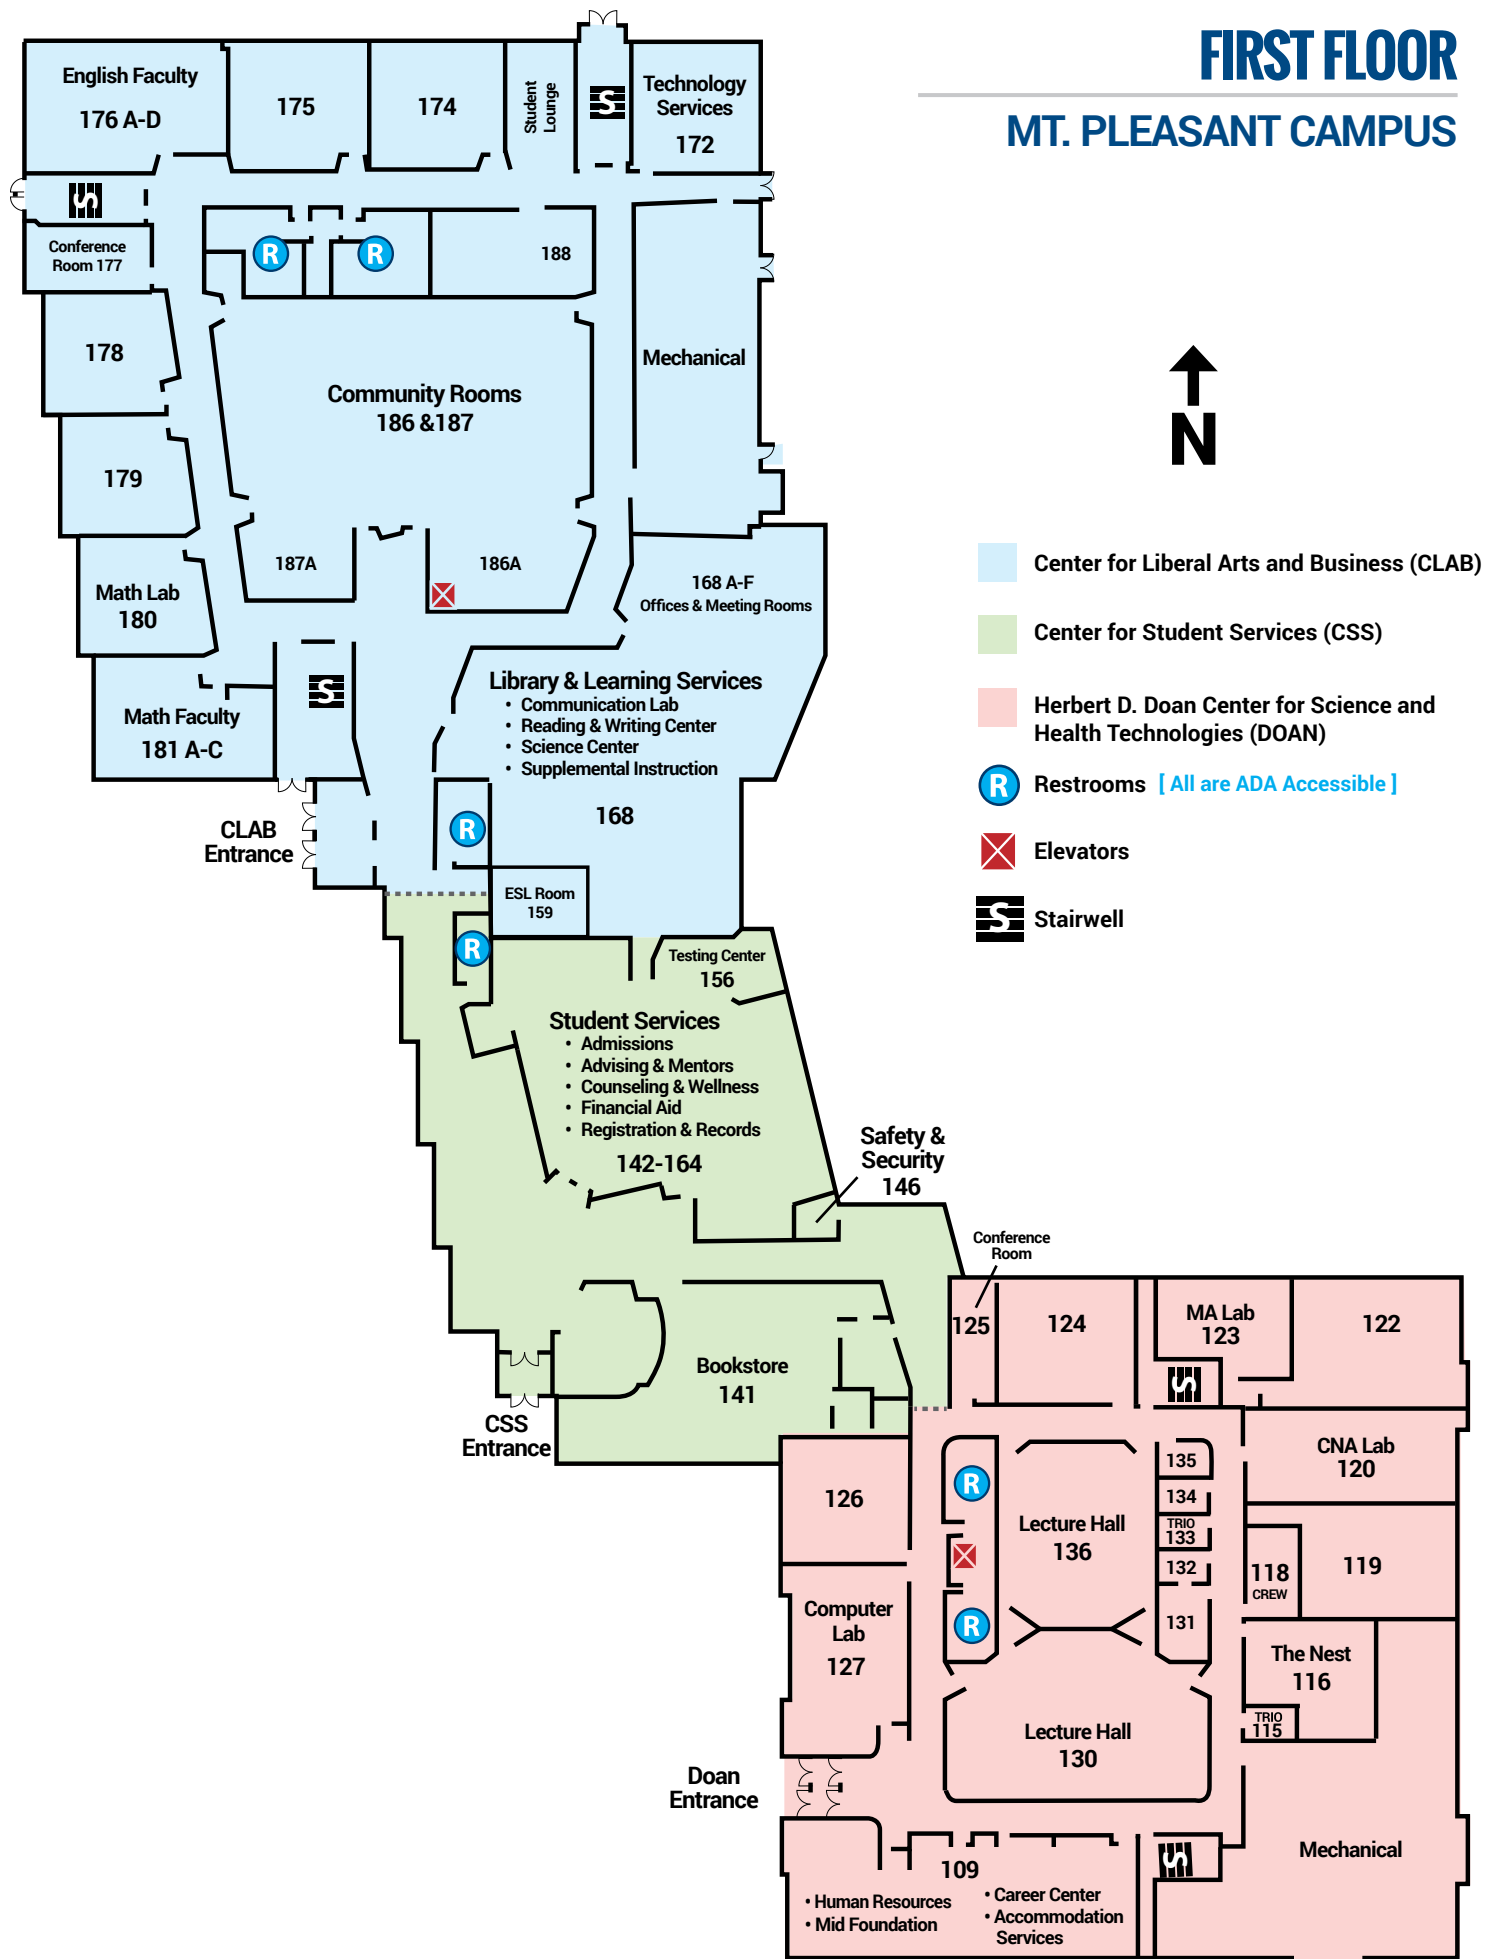 FIRST FLOOR
MT. PLEASANT CAMPUS
English Faculty
176 A-D
175
174
Student
Lounge
S
Technology
Services
172
S
Conference
Room 177
R
R
188
178
Community Rooms
186 &187
Mechanical
N
179
187A
186A
168 A-F
Offices & Meeting Rooms
Math Lab
180
S
Math Faculty
181 A-C
Library & Learning Services
• Communication Lab
• Reading & Writing Center
• Science Center
• Supplemental Instruction
168
R
CLAB
Entrance
ESL Room
159
R
Center for Liberal Arts and Business (CLAB)
Center for Student Services (CSS)
Herbert D. Doan Center for Science and
Health Technologies (DOAN)
R
Restrooms [ All are ADA Accessible ]
Elevators
S
Stairwell
Testing Center
156
Student Services
• Admissions
• Advising & Mentors
• Counseling & Wellness
• Financial Aid
• Registration & Records
142-164
Safety &
Security
146
Conference
Room
125
124
MA Lab
123
122
S
Bookstore
141
CSS
Entrance
CNA Lab
120
126
R
Lecture Hall
136
135
134
TRIO
133
132
131
118
CREW
119
Computer
Lab
127
R
The Nest
116
TRIO
115
Lecture Hall
130
Doan
Entrance
109
• Human Resources
• Mid Foundation
• Career Center
• Accommodation
Services
S
Mechanical